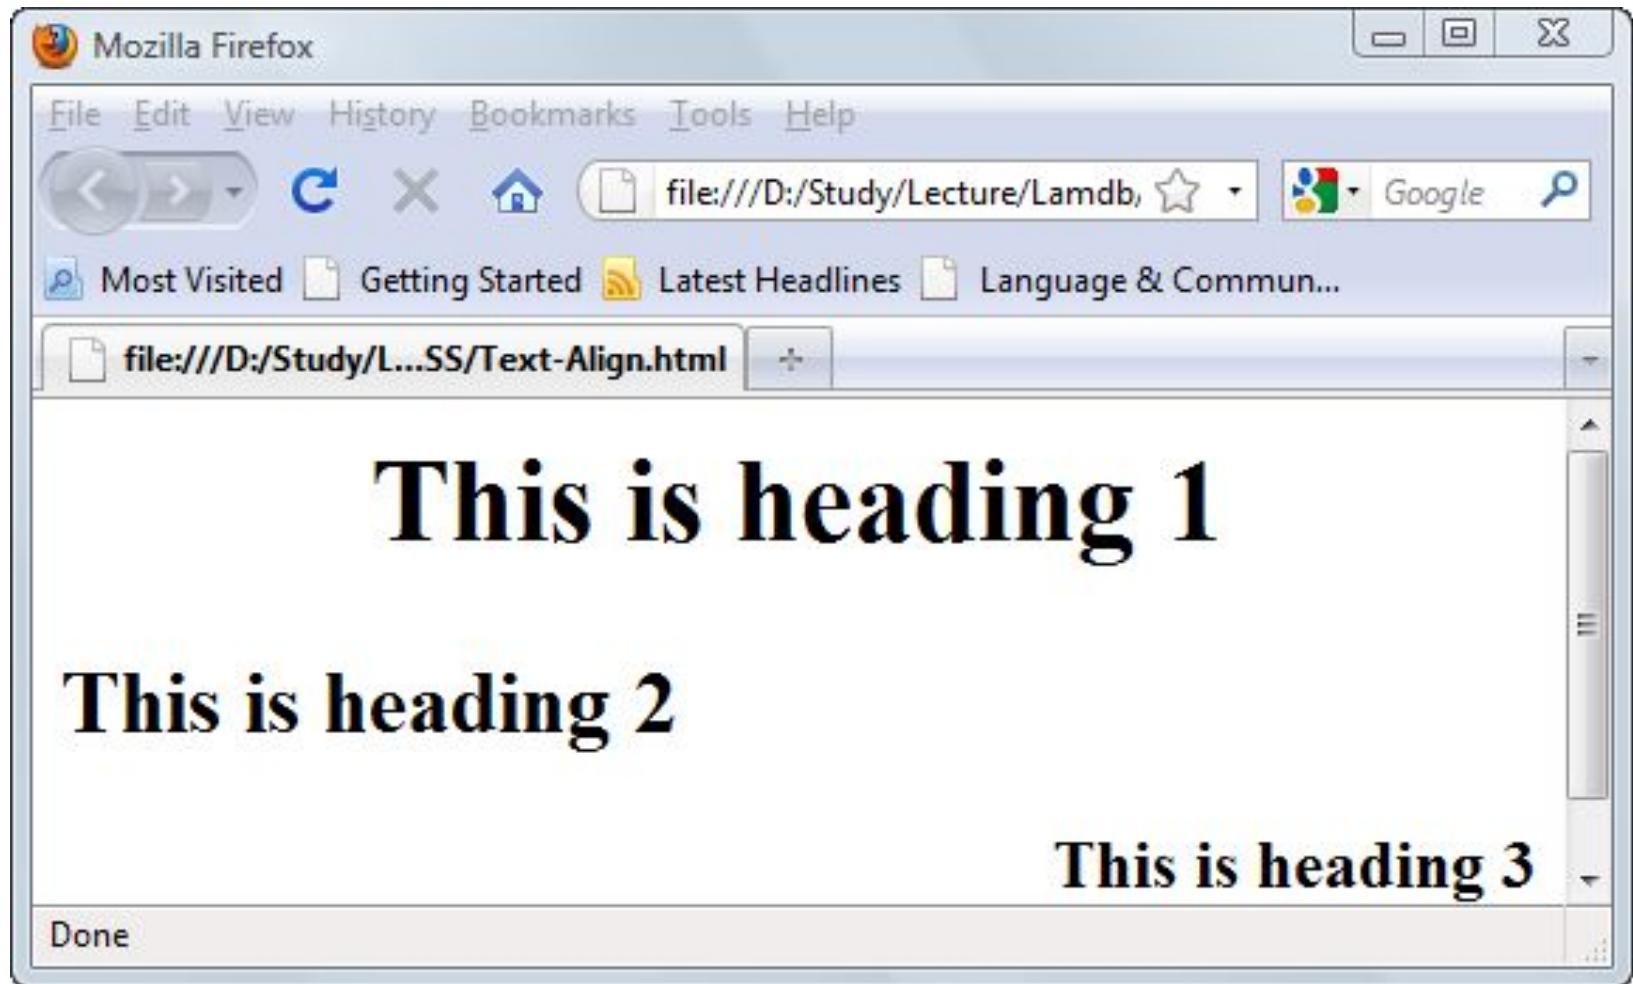 Mozilla Firefox
File Edit View History Bookmarks Tools Help
file:///D:/Study/Lecture/Lamdb, Google
Most Visited Getting Started Latest Headlines Language & Commun...
file:///D:/Study/L...SS/Text-Align.html
This is heading 1
This is heading 2
This is heading 3
Done